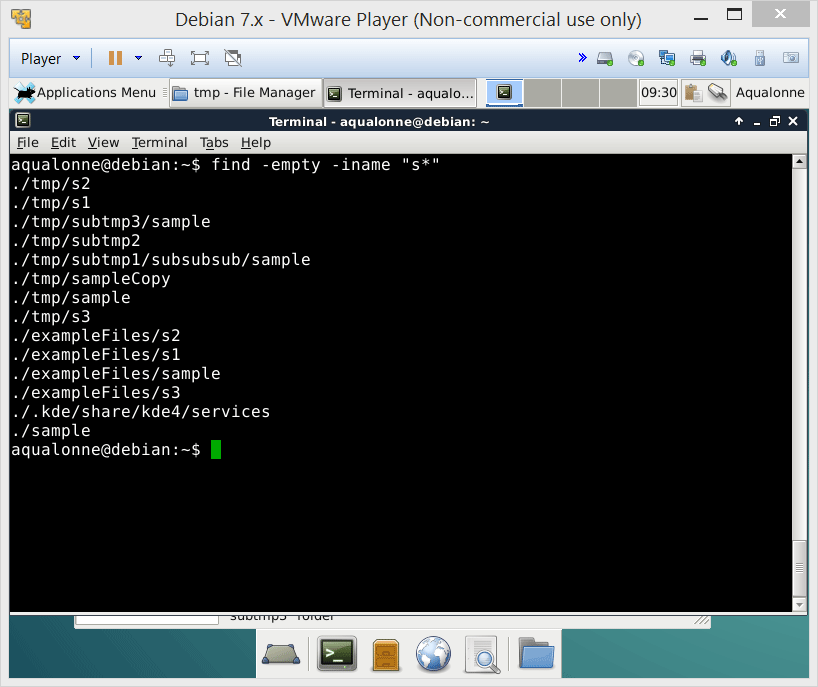 Debian 7.x - VMware Player (Non-commercial use only)
Player
Applications Menu
tmp - File Manager
Terminal - aqualo...
09:30
Aqualonne
Terminal - aqualonne@debian: ~
File Edit View Terminal Tabs Help
aqualonne@debian:~$ find -empty -iname "s*"
./tmp/s2
./tmp/s1
./tmp/subtmp3/sample
./tmp/subtmp2
./tmp/subtmp1/subsubsub/sample
./tmp/sampleCopy
./tmp/sample
./tmp/s3
./exampleFiles/s2
./exampleFiles/s1
./exampleFiles/sample
./exampleFiles/s3
./.kde/share/kde4/services
./sample
aqualonne@debian:~$
folder